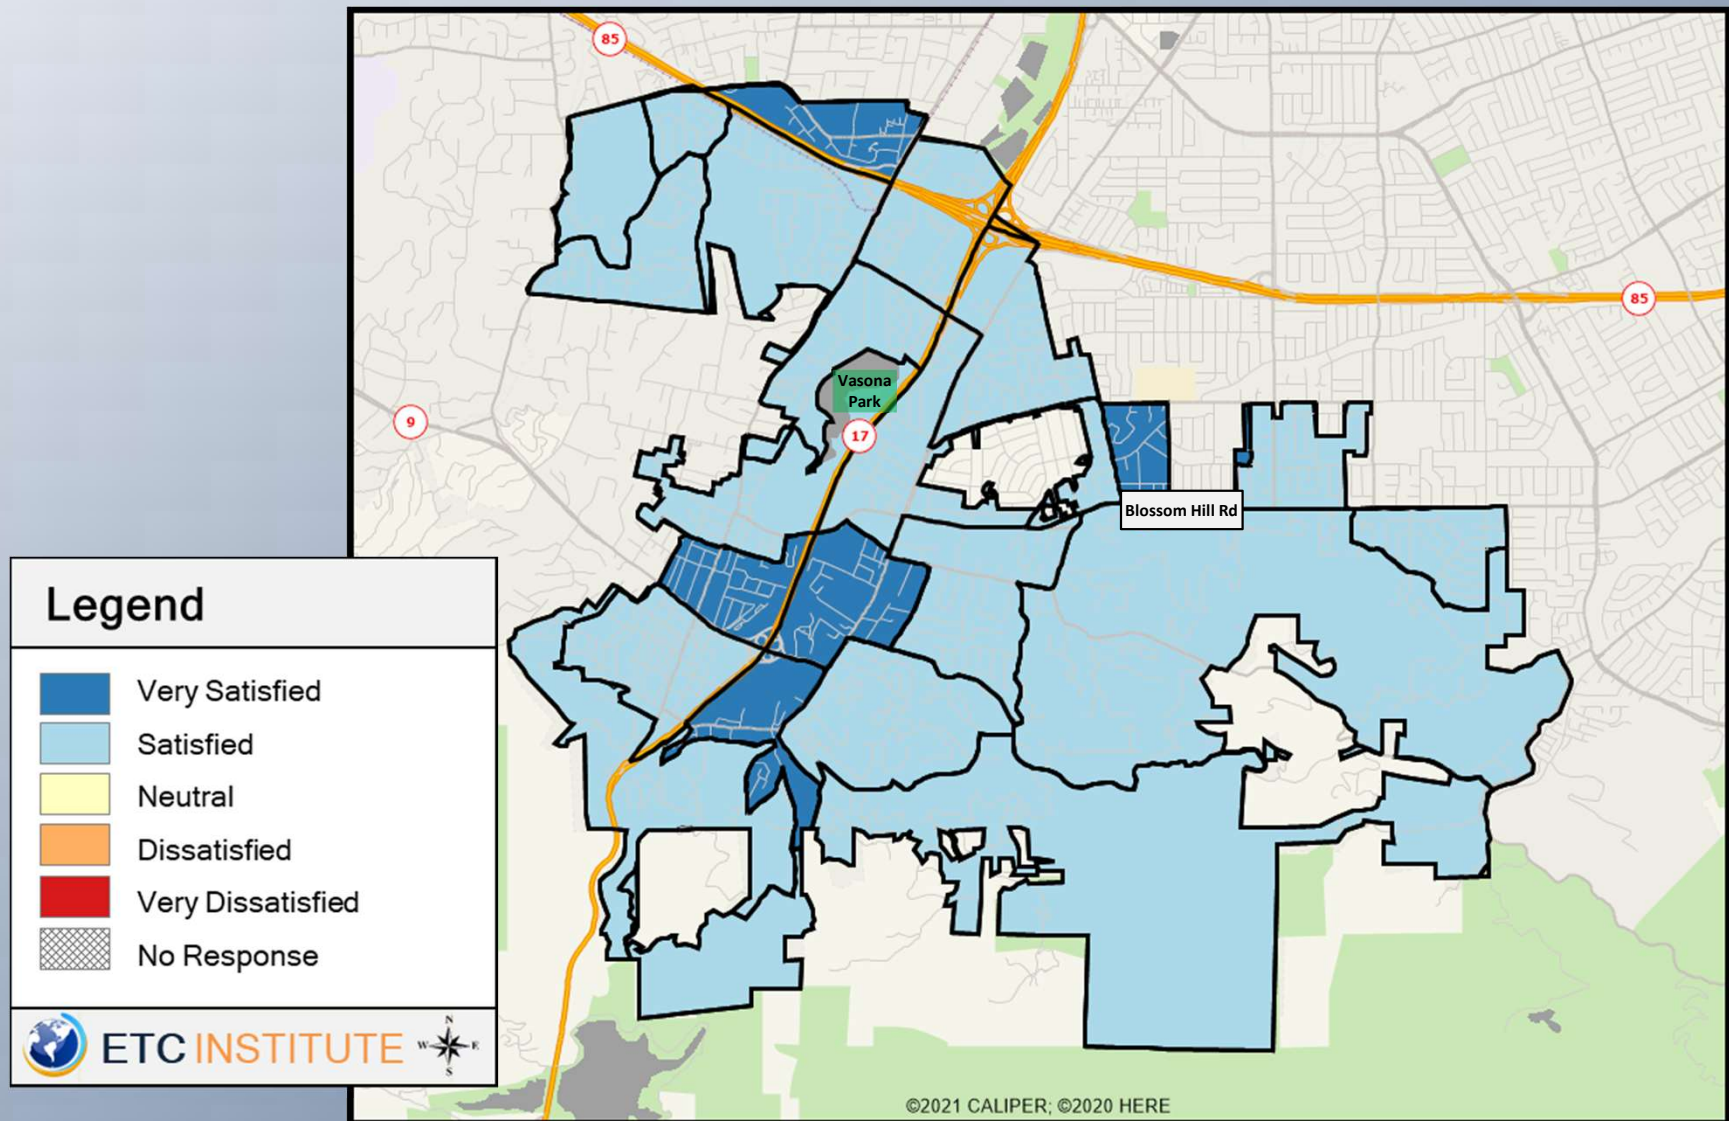 85
85
Vasona
Park
9
17
Blossom Hill Rd
Legend
Very Satisfied
Satisfied
Neutral
Dissatisfied
Very Dissatisfied
No Response
ETC INSTITUTE
N
W E
S
©2021 CALIPER; ©2020 HERE